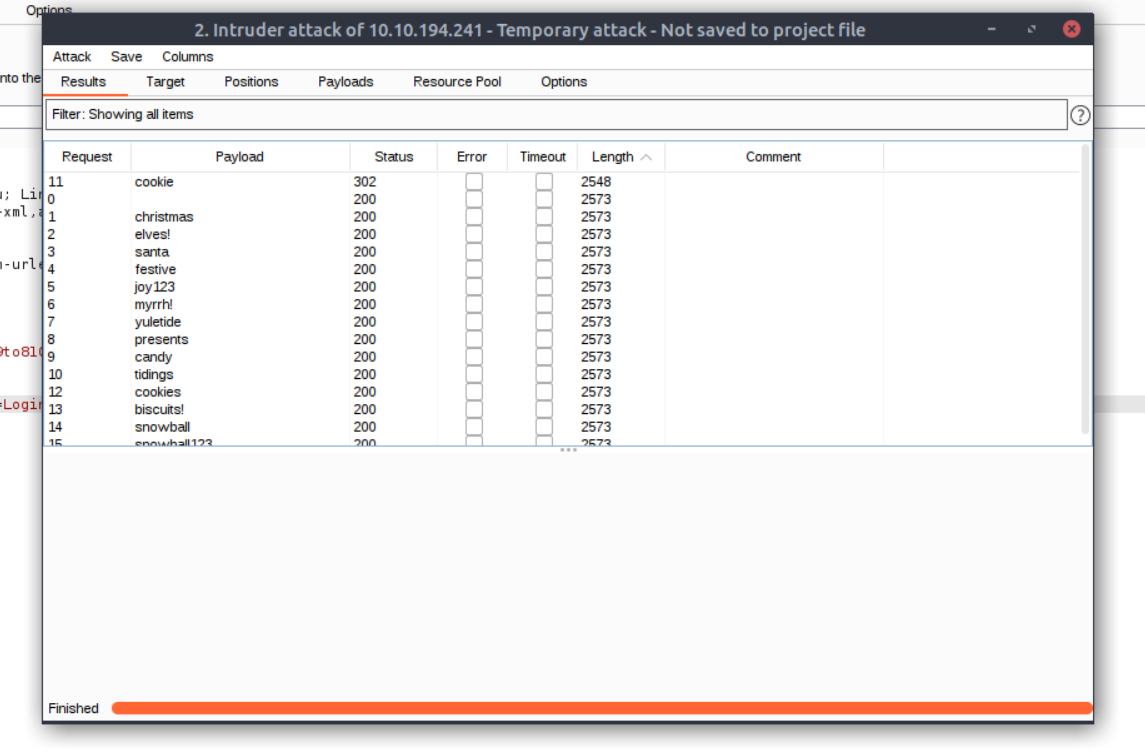 Options
2. Intruder attack of 10.10.194.241 - Temporary attack - Not saved to project file
Attack Save Columns
nto the
Results Target Positions Payloads Resource Pool Options
Filter: Showing all items
?
Request Payload Status Error Timeout Length Comment
11 cookie 302 2548
0 200 2573
1 christmas 200 2573
2 elves! 200 2573
3 santa 200 2573
4 festive 200 2573
5 joy123 200 2573
6 myrrh! 200 2573
7 yuletide 200 2573
8 presents 200 2573
9 candy 200 2573
10 tidings 200 2573
12 cookies 200 2573
13 biscuits! 200 2573
14 snowball 200 2573
15 snowball123 200 2573
; Lin
-xml,a
-urle
to81
=Login
Finished